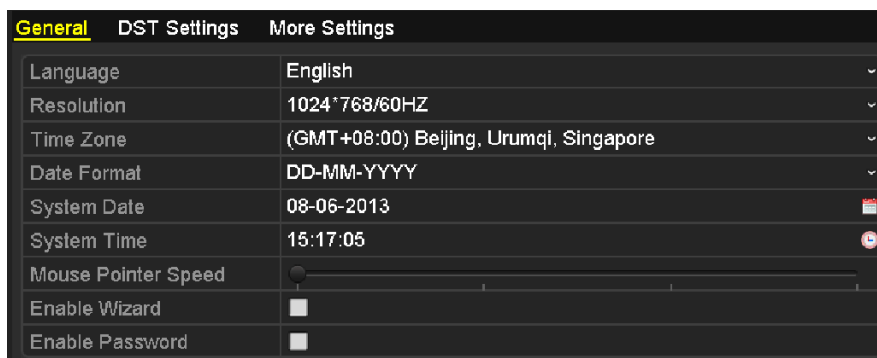 General DST Settings More Settings
Language English
Resolution 1024*768/60HZ
Time Zone (GMT+08:00) Beijing, Urumqi, Singapore
Date Format DD-MM-YYYY
System Date 08-06-2013
System Time 15:17:05
Mouse Pointer Speed
Enable Wizard
Enable Password